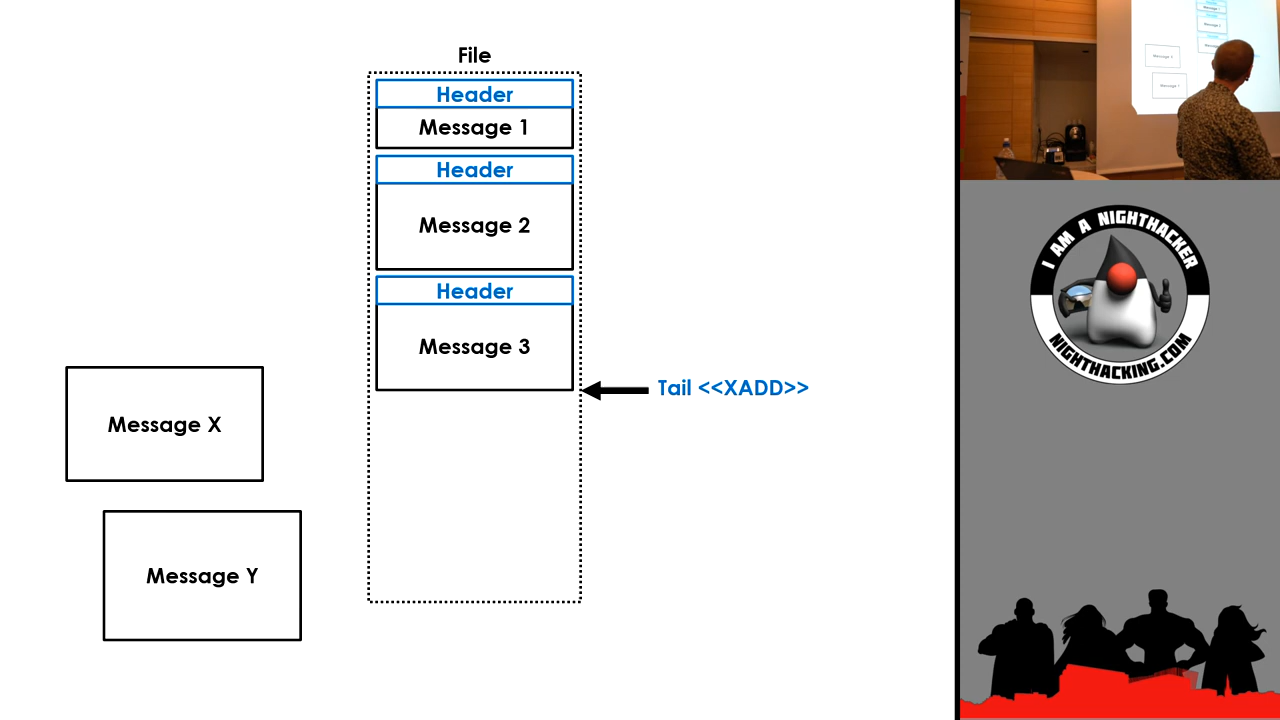 File
Header
Message 1
Header
Message 2
Header
Message 3
Tail <<XADD>>
Message X
Message Y
I AM A NIGHTHACKER
NIGHTHACKING.COM